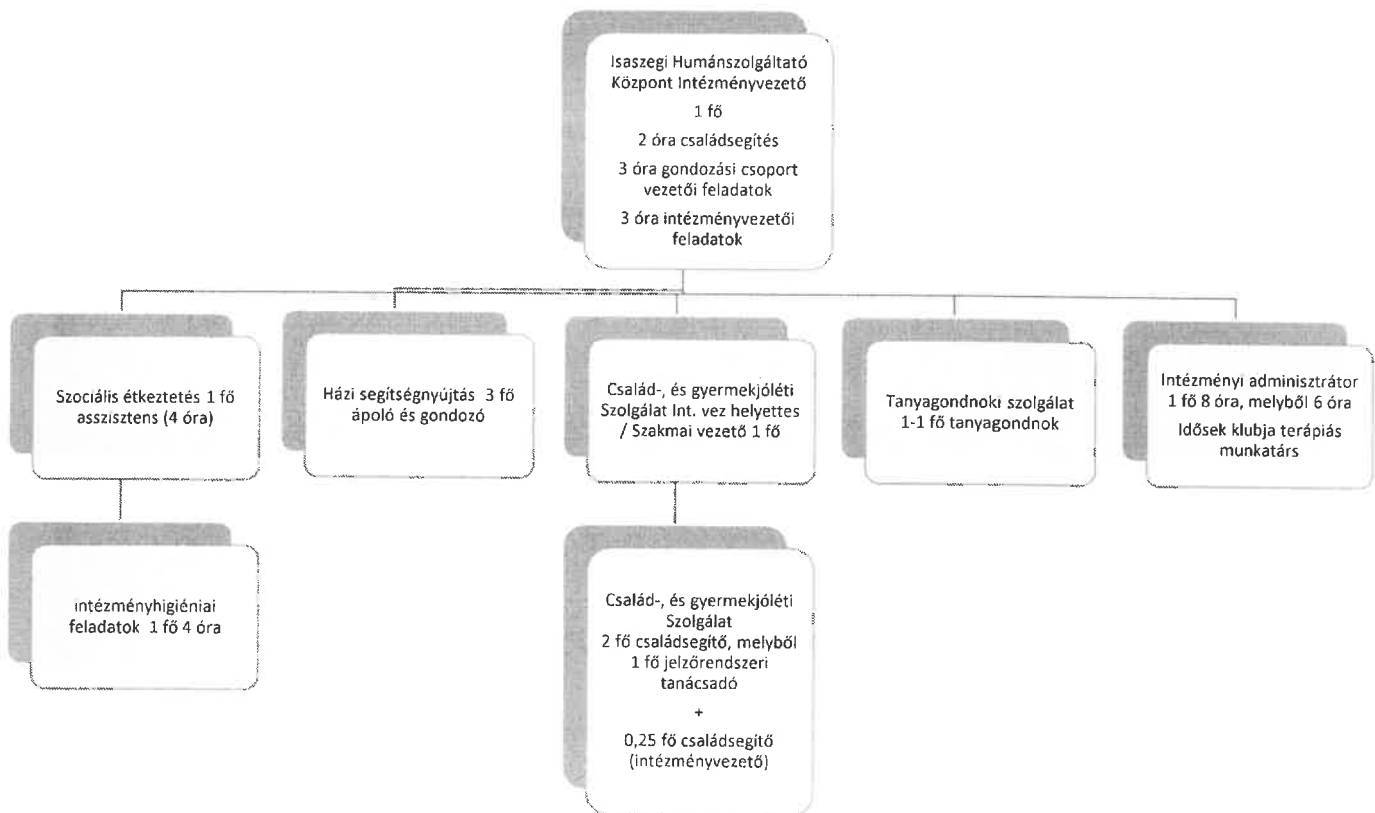 Isaszegi Humánszolgáltató
Központ Intézményvezető
1 fő
2 óra családsegítés
3 óra gondozási csoport
vezetői feladatok
3 óra intézményvezetői
feladatok
Szociális étkeztetés 1 fő
asszisztens (4 óra)
Házi segítségnyújtás 3 fő
ápoló és gondozó
Család-, és gyermekjóléti
Szolgálat Int. vez helyettes
/ Szakmai vezető 1 fő
Tanyagondnoki szolgálat
1-1 fő tanyagondnok
Intézményi adminisztrátor
1 fő 8 óra, melyből 6 óra
Idősek klubja terápiás
munkatárs
intézményhigiéniai
feladatok 1 fő 4 óra
Család-, és gyermekjóléti
Szolgálat
2 fő családsegítő, melyből
1 fő jelzőrendszeri
tanácsadó
+
0,25 fő családsegítő
(intézményvezető)